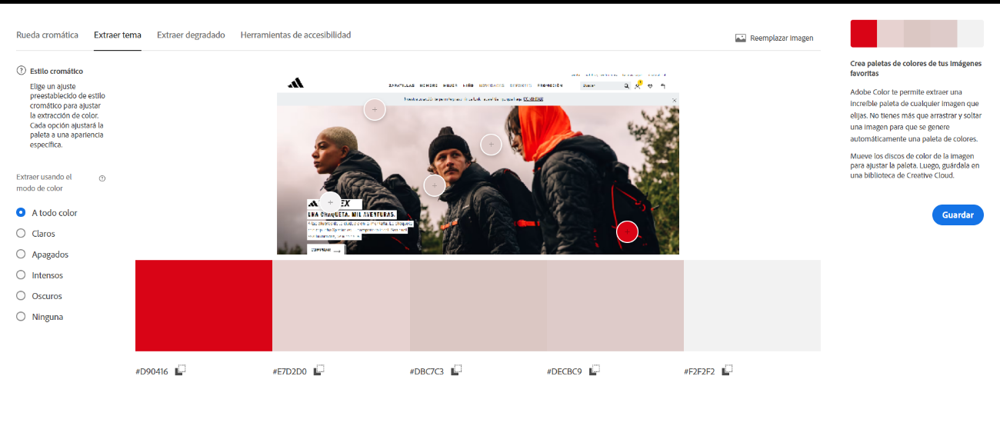 Rueda cromática
Extraer tema
Extraer degradado
Herramientas de accesibilidad
Reemplazar imagen
Estilo cromático
Elige un ajuste
preestablecido de estilo
cromático para ajustar
la extracción de color.
Cada opción ajustará la
paleta a una apariencia
específica.
Extraer usando el
modo de color
A todo color
Claros
Apagados
Intensos
Oscuros
Ninguna
ZAPATILLAS HOMBRE MUJER NIÑO NOVEDADES DEPORTES PROMOCIÓN
Buscar
COMPRAR
EX
UNA CHAQUETA. MIL AVENTURAS.
COMPRAR
#D90416
#E7D2D0
#DBC7C3
#DECBC9
#F2F2F2
Crea paletas de colores de tus imágenes
favoritas
Adobe Color te permite extraer una
increíble paleta de cualquier imagen que
elijas. No tienes más que arrastrar y soltar
una imagen para que se genere
automáticamente una paleta de colores.
Mueve los discos de color de la imagen
para ajustar la paleta. Luego, guárdala en
una biblioteca de Creative Cloud.
Guardar